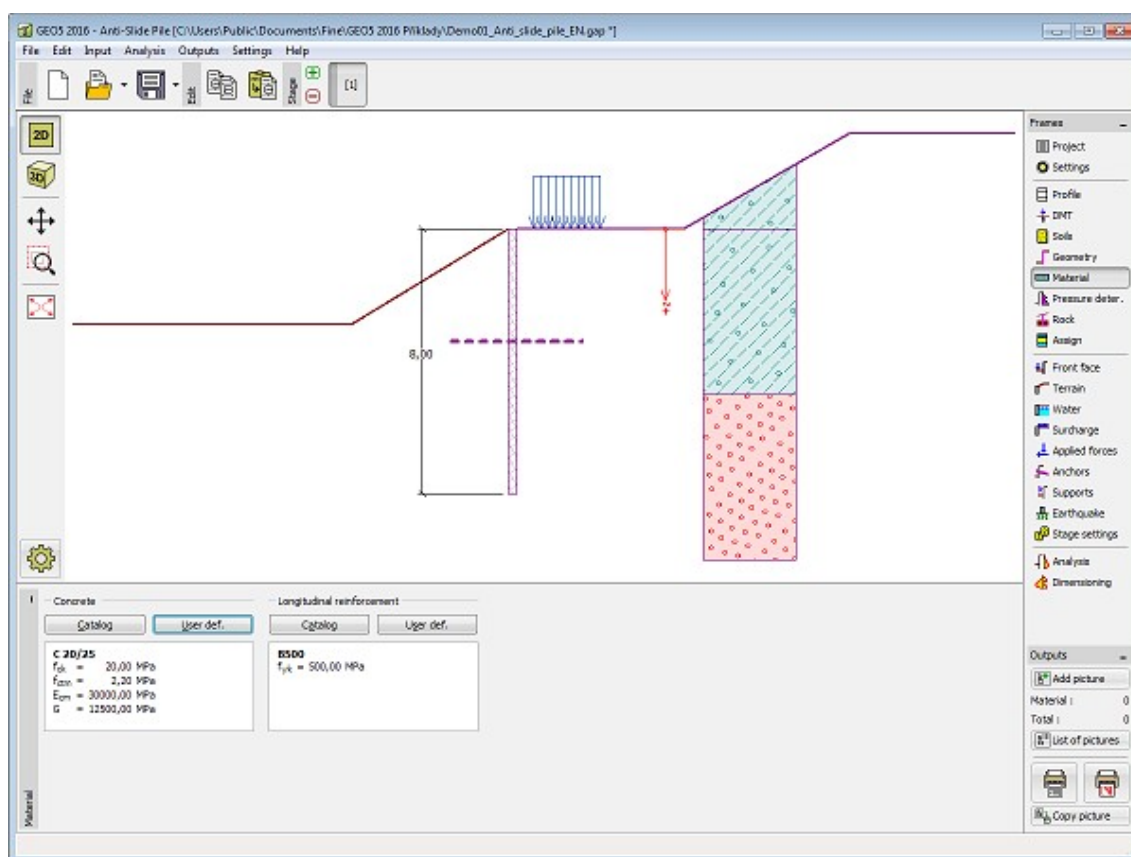 GEO5 2016 - Anti-Slide Pile [C:\Users\Public\Documents\Fine\GEO5 2016 Příklady\Demo01_Anti_slide_pile_EN.gap *]
File Edit Input Analysis Outputs Settings Help
File
Edit
Stage
[1]
2D
3D
8,00
+z
Frames
Project
Settings
Profile
DMT
Soils
Geometry
Material
Pressure deter.
Rock
Assign
Front face
Terrain
Water
Surcharge
Applied forces
Anchors
Supports
Earthquake
Stage settings
Analysis
Dimensioning
Concrete
Catalog User def.
C 20/25
fck = 20,00 MPa
fctm = 2,20 MPa
Ecm = 30000,00 MPa
G = 12500,00 MPa
Longitudinal reinforcement
Catalog User def.
B500
fyk = 500,00 MPa
Material
Outputs
Add picture
Material : 0
Total : 0
List of pictures
Copy picture